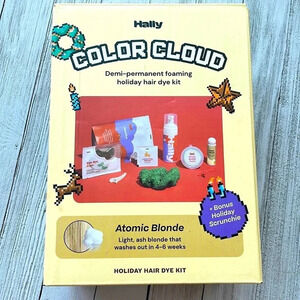 Hally
COLOR CLOUD
Demi-permanent foaming
holiday hair dye kit
Hally
+ Bonus
Holiday
Scrunchie
Atomic Blonde
Light, ash blonde that
washes out in 4-6 weeks
HOLIDAY HAIR DYE KIT